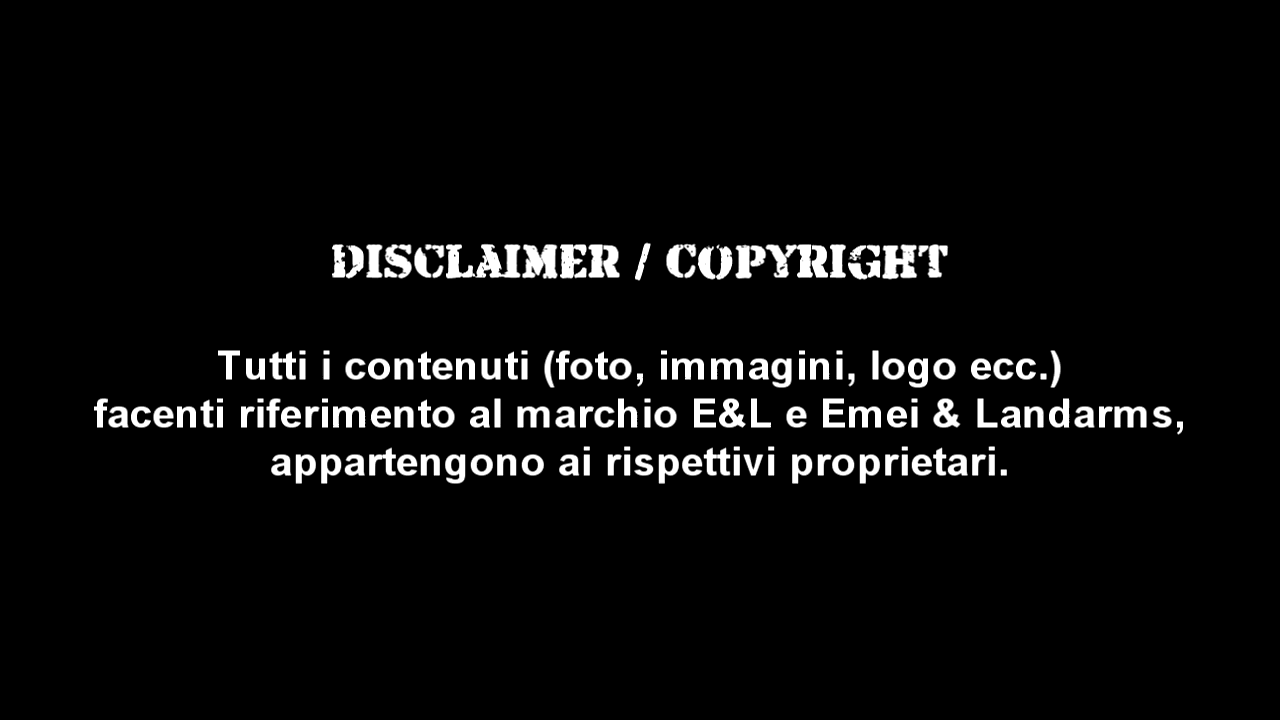 DISCLAIMER / COPYRIGHT
Tutti i contenuti (foto, immagini, logo ecc.)
facenti riferimento al marchio E&L e Emei & Landarms,
appartengono ai rispettivi proprietari.